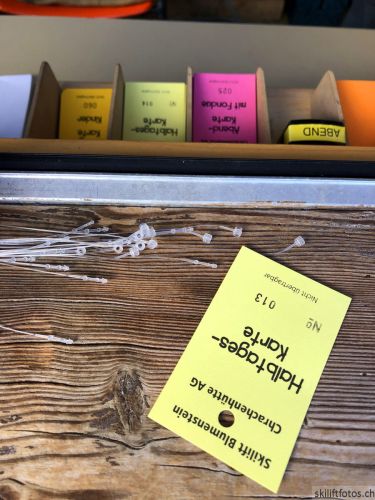 060
Kinder
Karte
Nº 014
Halbtages-
Karte
025
mit Fondue
Abend-
Karte
ABEND
Skilift Blumenstein
Chrachenhütte AG
Halbtages-
Karte
Nº 013
Nicht übertragbar
skiliftfotos.ch